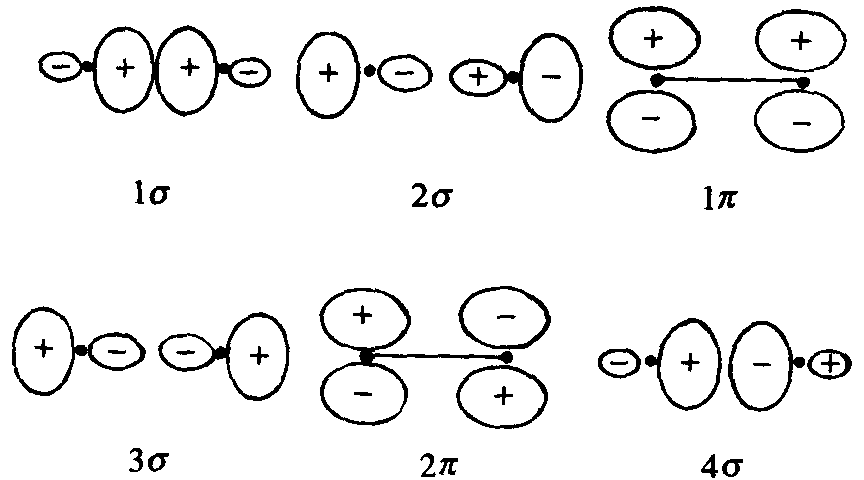 − + + − + − + − + + − −
1σ 2σ 1π
+ − − + + − − + − + − +
3σ 2π 4σ